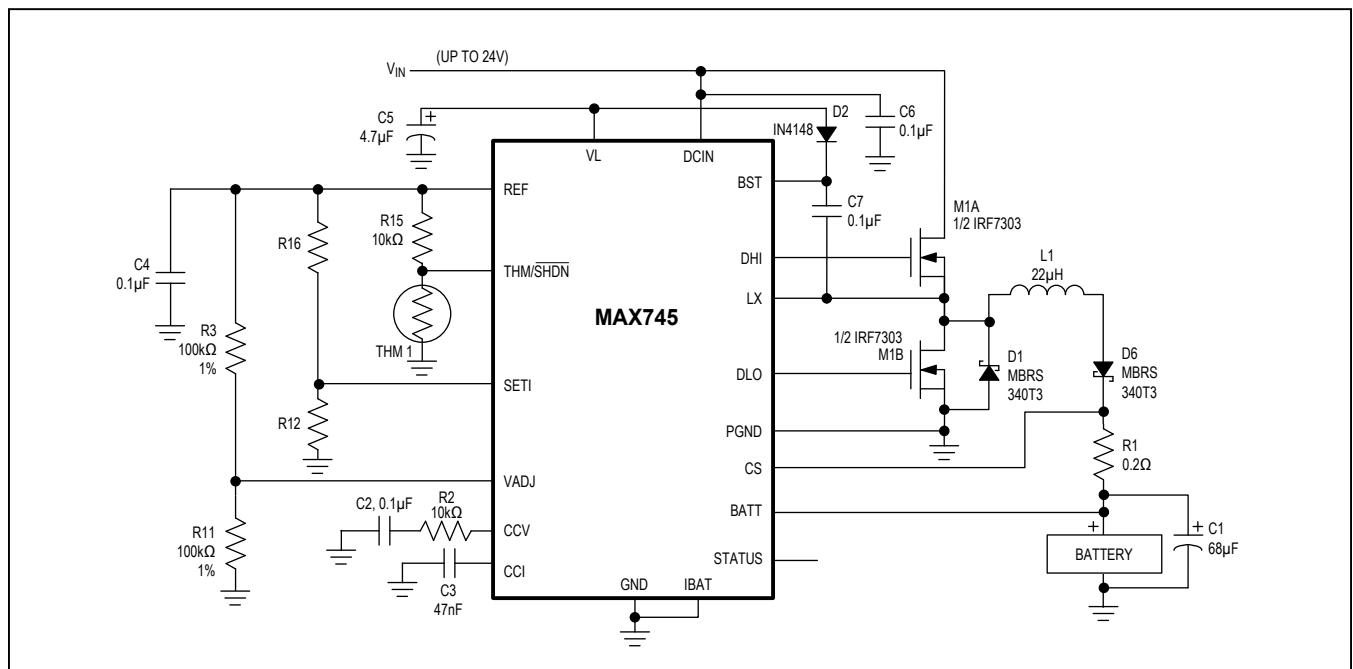 V_IN (UP TO 24V)
C5
4.7µF
D2
IN4148
C6
0.1µF
VL
DCIN
REF
BST
R15
10kΩ
C7
0.1µF
M1A
1/2 IRF7303
R16
C4
0.1µF
THM/SHDN
DHI
L1
22µH
LX
MAX745
R3
100kΩ
1%
THM 1
1/2 IRF7303
M1B
D1
MBRS
340T3
D6
MBRS
340T3
SETI
DLO
R12
PGND
R1
0.2Ω
CS
VADJ
C2, 0.1µF
R2
10kΩ
BATT
R11
100kΩ
1%
CCV
+
+
C1
68µF
BATTERY
STATUS
CCI
C3
47nF
GND
IBAT
+